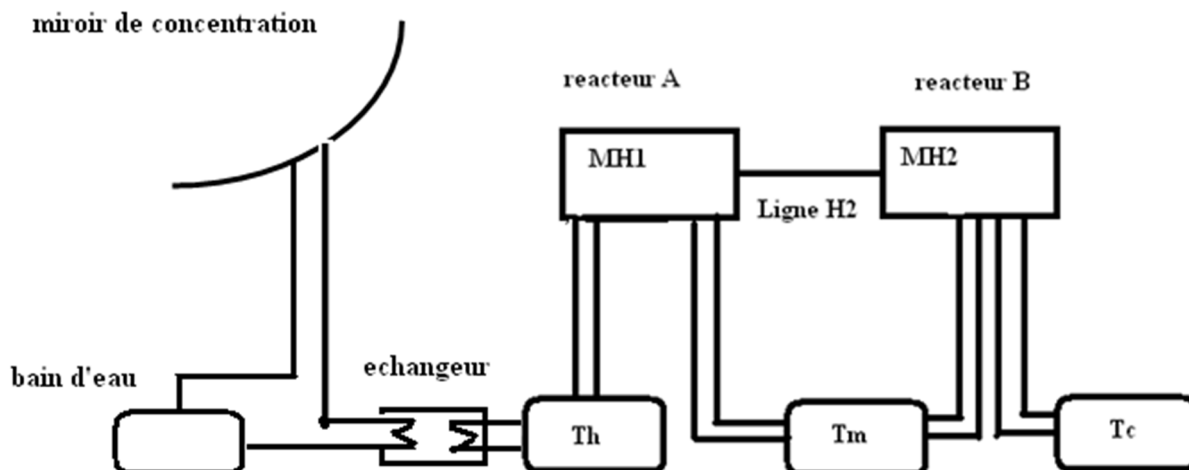 miroir de concentration
reacteur A
reacteur B
MH1
MH2
Ligne H2
bain d'eau
echangeur
Th
Tm
Tc